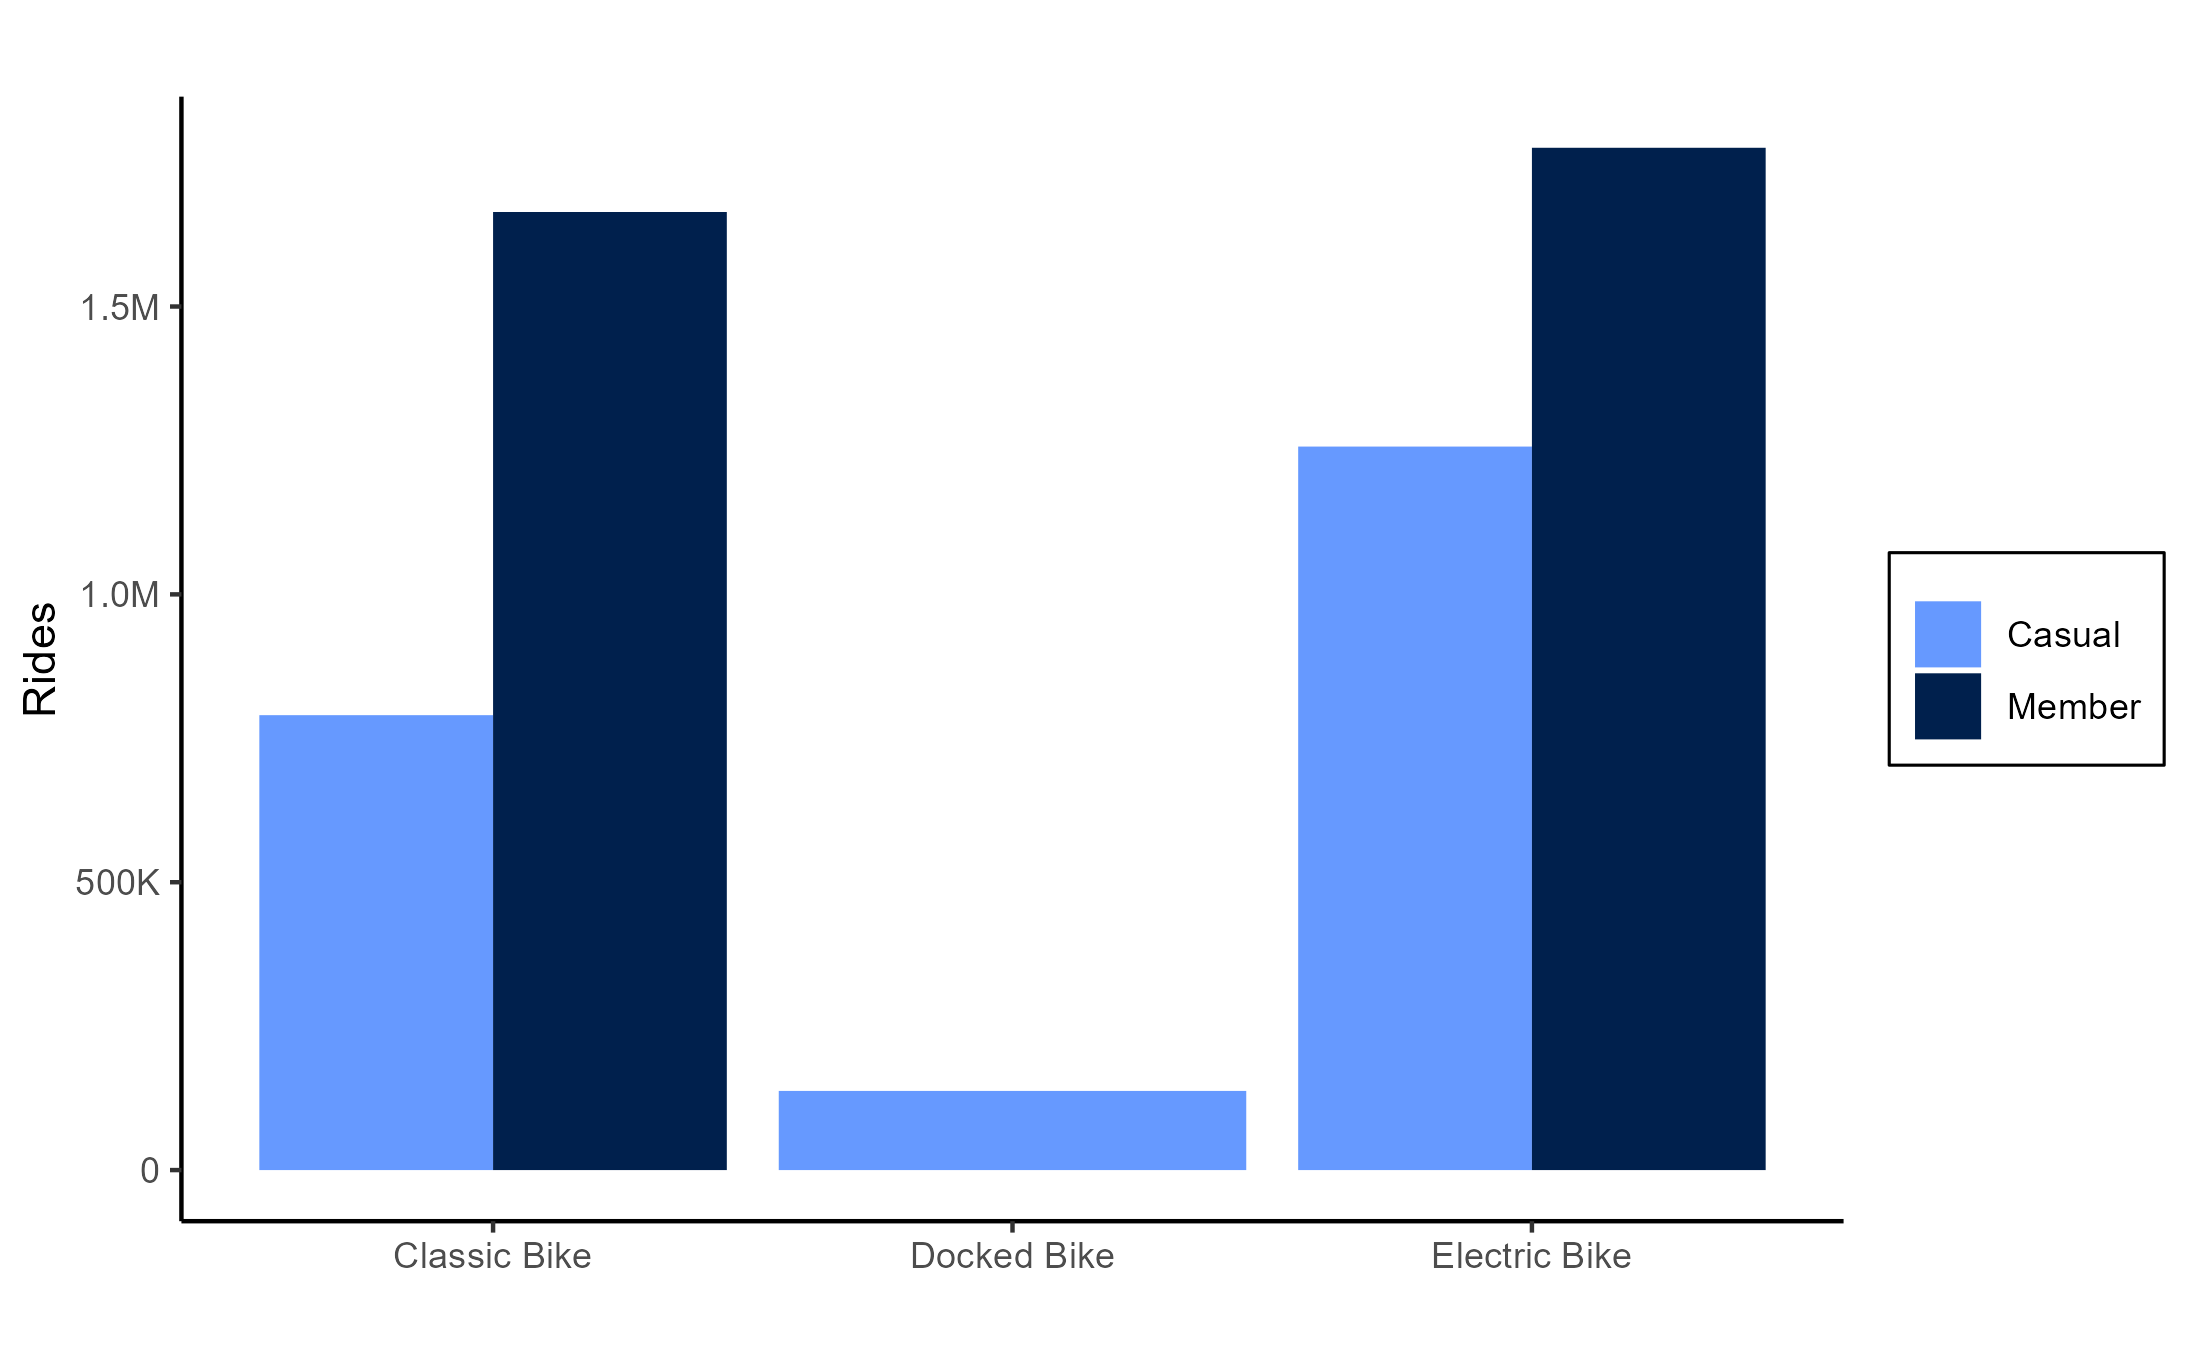 Rides
1.5M
1.0M
500K
0
Classic Bike
Docked Bike
Electric Bike
Casual
Member